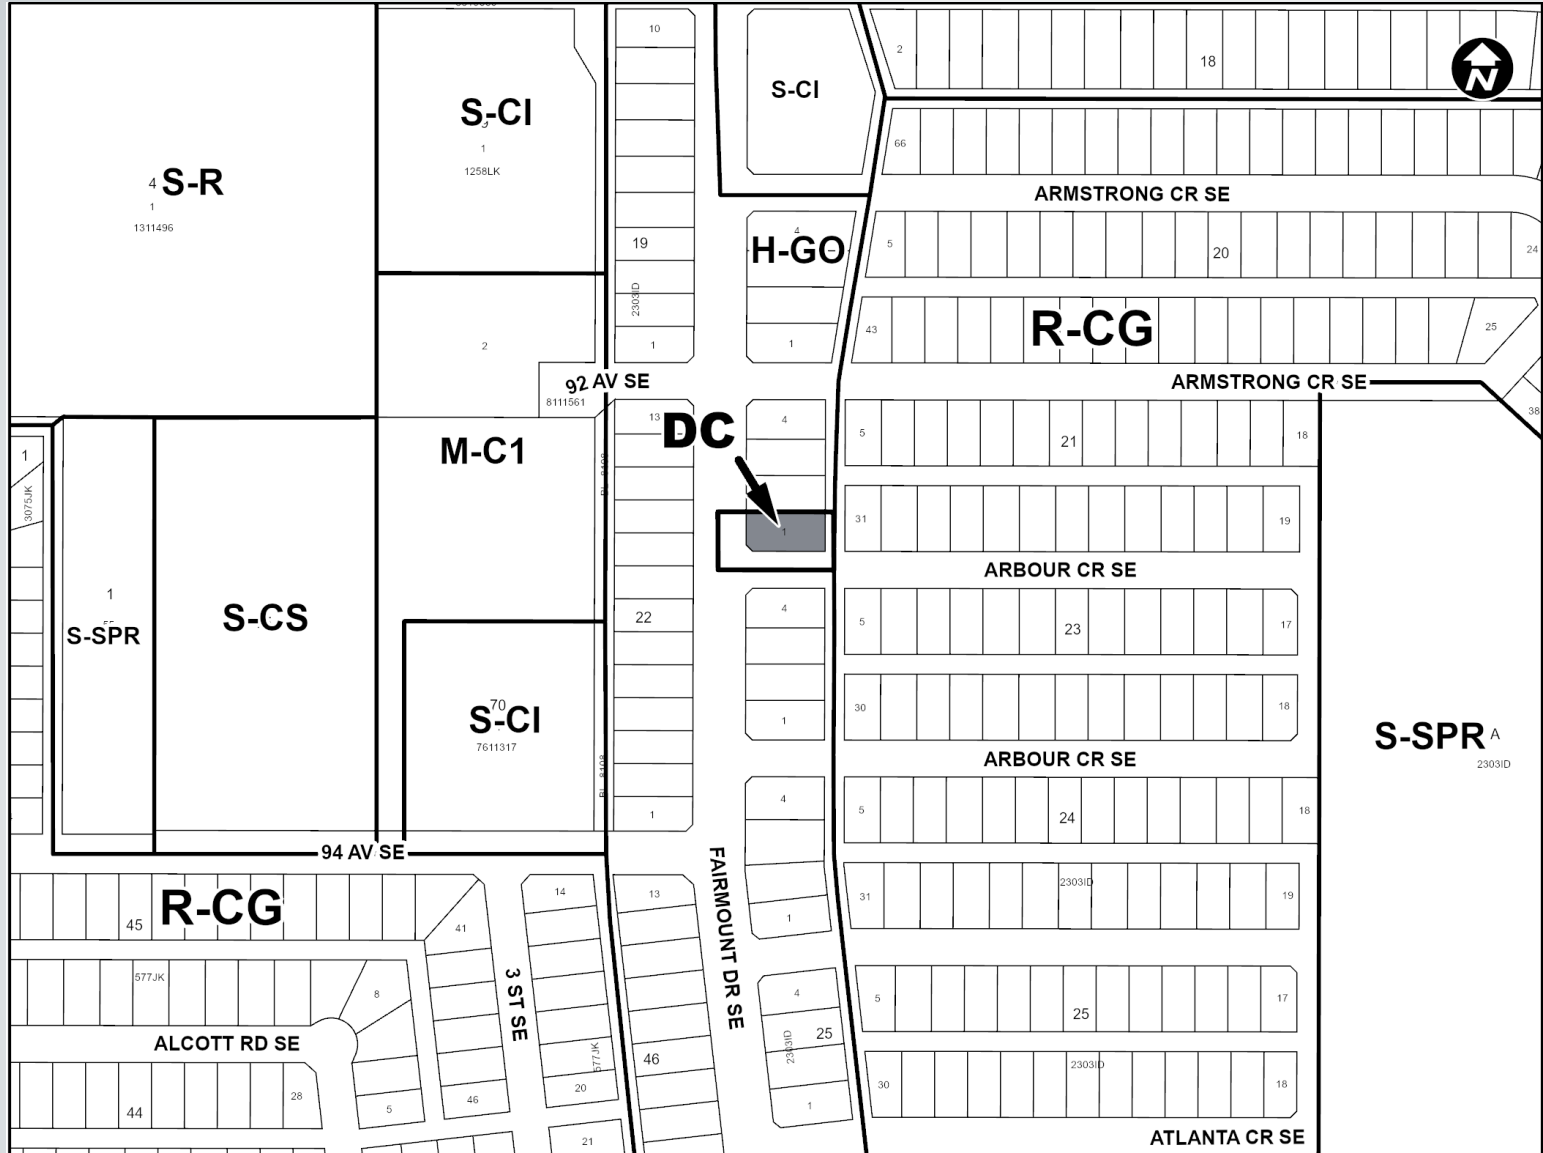 10
2
18
N
S-CI
S-CI
1
1258LK
66
4 S-R
1
1311496
ARMSTRONG CR SE
4
19
H-GO
5
20
24
2303ID
43
R-CG
25
2
1
1
92 AV SE
ARMSTRONG CR SE
8111561
13
DC
4
5
21
18
38
M-C1
1
3075JK
31
19
1
ARBOUR CR SE
1
S-SPR
S-CS
22
4
5
23
17
70
S-CI
7611317
1
30
18
S-SPR A
2303ID
ARBOUR CR SE
4
5
24
18
1
94 AV SE
FAIRMOUNT DR SE
R-CG
45
14
13
31
2303ID
19
41
1
577JK
8
3 ST SE
4
5
25
17
ALCOTT RD SE
25
2303ID
577JK
46
2303ID
20
30
18
28
44
5
46
1
21
ATLANTA CR SE